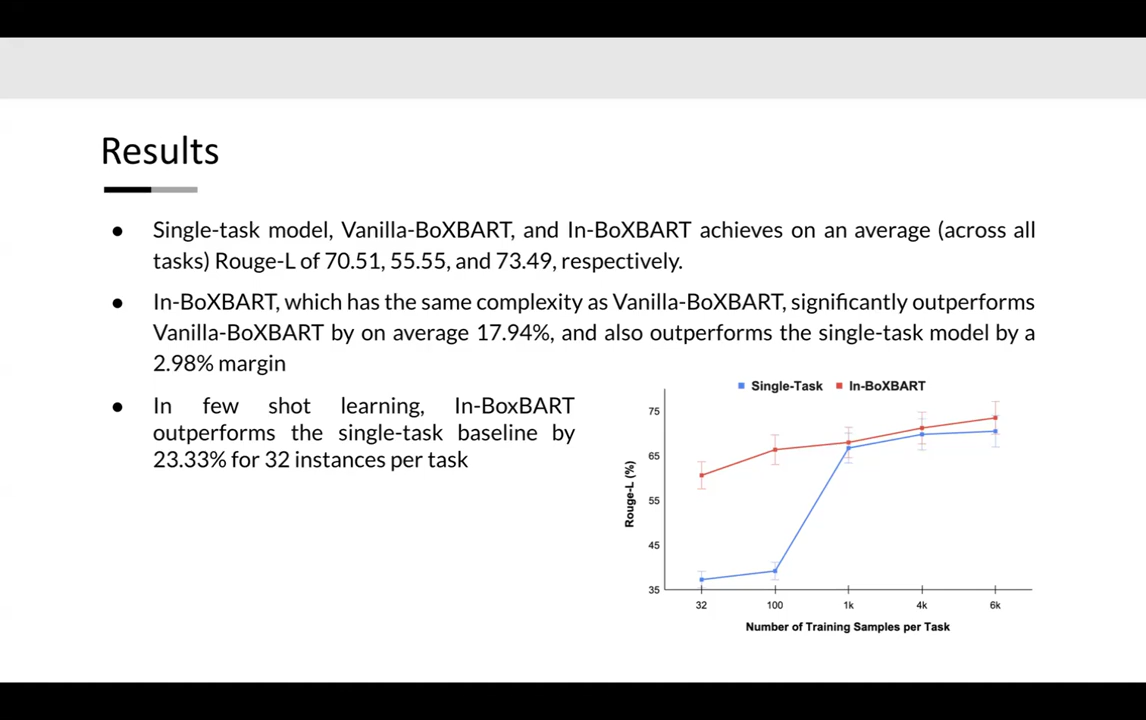 Results
● Single-task model, Vanilla-BoXBART, and In-BoXBART achieves on an average (across all
tasks) Rouge-L of 70.51, 55.55, and 73.49, respectively.
● In-BoXBART, which has the same complexity as Vanilla-BoXBART, significantly outperforms
Vanilla-BoXBART by on average 17.94%, and also outperforms the single-task model by a
2.98% margin
● In few shot learning, In-BoxBART
outperforms the single-task baseline by
23.33% for 32 instances per task
Single-Task In-BoXBART
75
65
55
45
35
Rouge-L (%)
32 100 1k 4k 6k
Number of Training Samples per Task